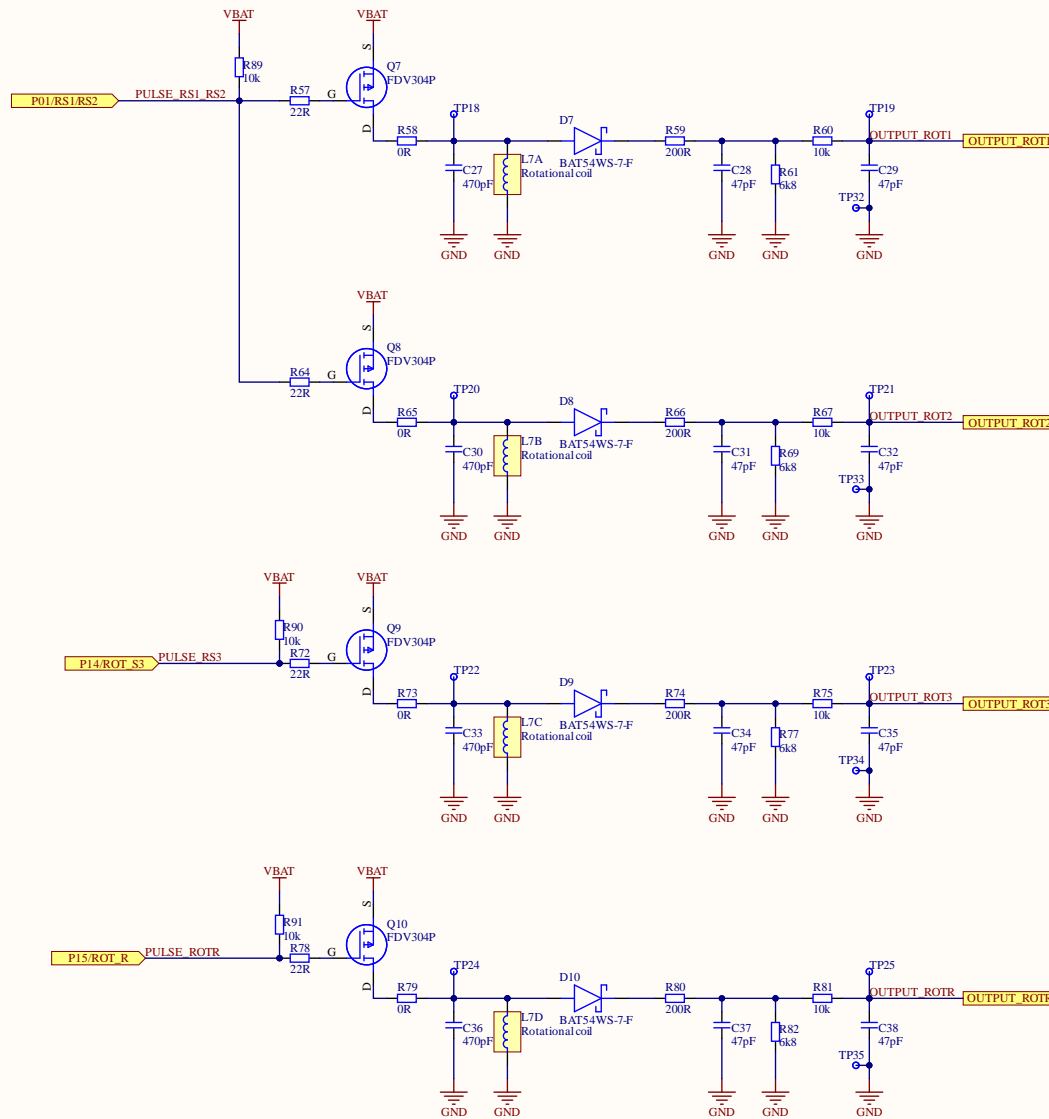 VBAT
VBAT
S
R89
10k
Q7
FDV304P
P01/RS1/RS2
PULSE_RS1_RS2
R57
22R
G
D
R58
0R
TP18
C27
470pF
L7A
Rotational coil
D7
BAT54WS-7-F
R59
200R
C28
47pF
R61
6k8
R60
10k
TP19
OUTPUT_ROT1
OUTPUT_ROT1
C29
47pF
TP32
GND
GND
GND
GND
GND
VBAT
S
Q8
FDV304P
R64
22R
G
D
R65
0R
TP20
C30
470pF
L7B
Rotational coil
D8
BAT54WS-7-F
R66
200R
C31
47pF
R69
6k8
R67
10k
TP21
OUTPUT_ROT2
OUTPUT_ROT2
C32
47pF
TP33
GND
GND
GND
GND
GND
VBAT
VBAT
S
R90
10k
Q9
FDV304P
P14/ROT_S3
PULSE_RS3
R72
22R
G
D
R73
0R
TP22
C33
470pF
L7C
Rotational coil
D9
BAT54WS-7-F
R74
200R
C34
47pF
R77
6k8
R75
10k
TP23
OUTPUT_ROT3
OUTPUT_ROT3
C35
47pF
TP34
GND
GND
GND
GND
GND
VBAT
VBAT
S
R91
10k
Q10
FDV304P
P15/ROT_R
PULSE_ROTR
R78
22R
G
D
R79
0R
TP24
C36
470pF
L7D
Rotational coil
D10
BAT54WS-7-F
R80
200R
C37
47pF
R82
6k8
R81
10k
TP25
OUTPUT_ROTR
OUTPUT_ROTR
C38
47pF
TP35
GND
GND
GND
GND
GND